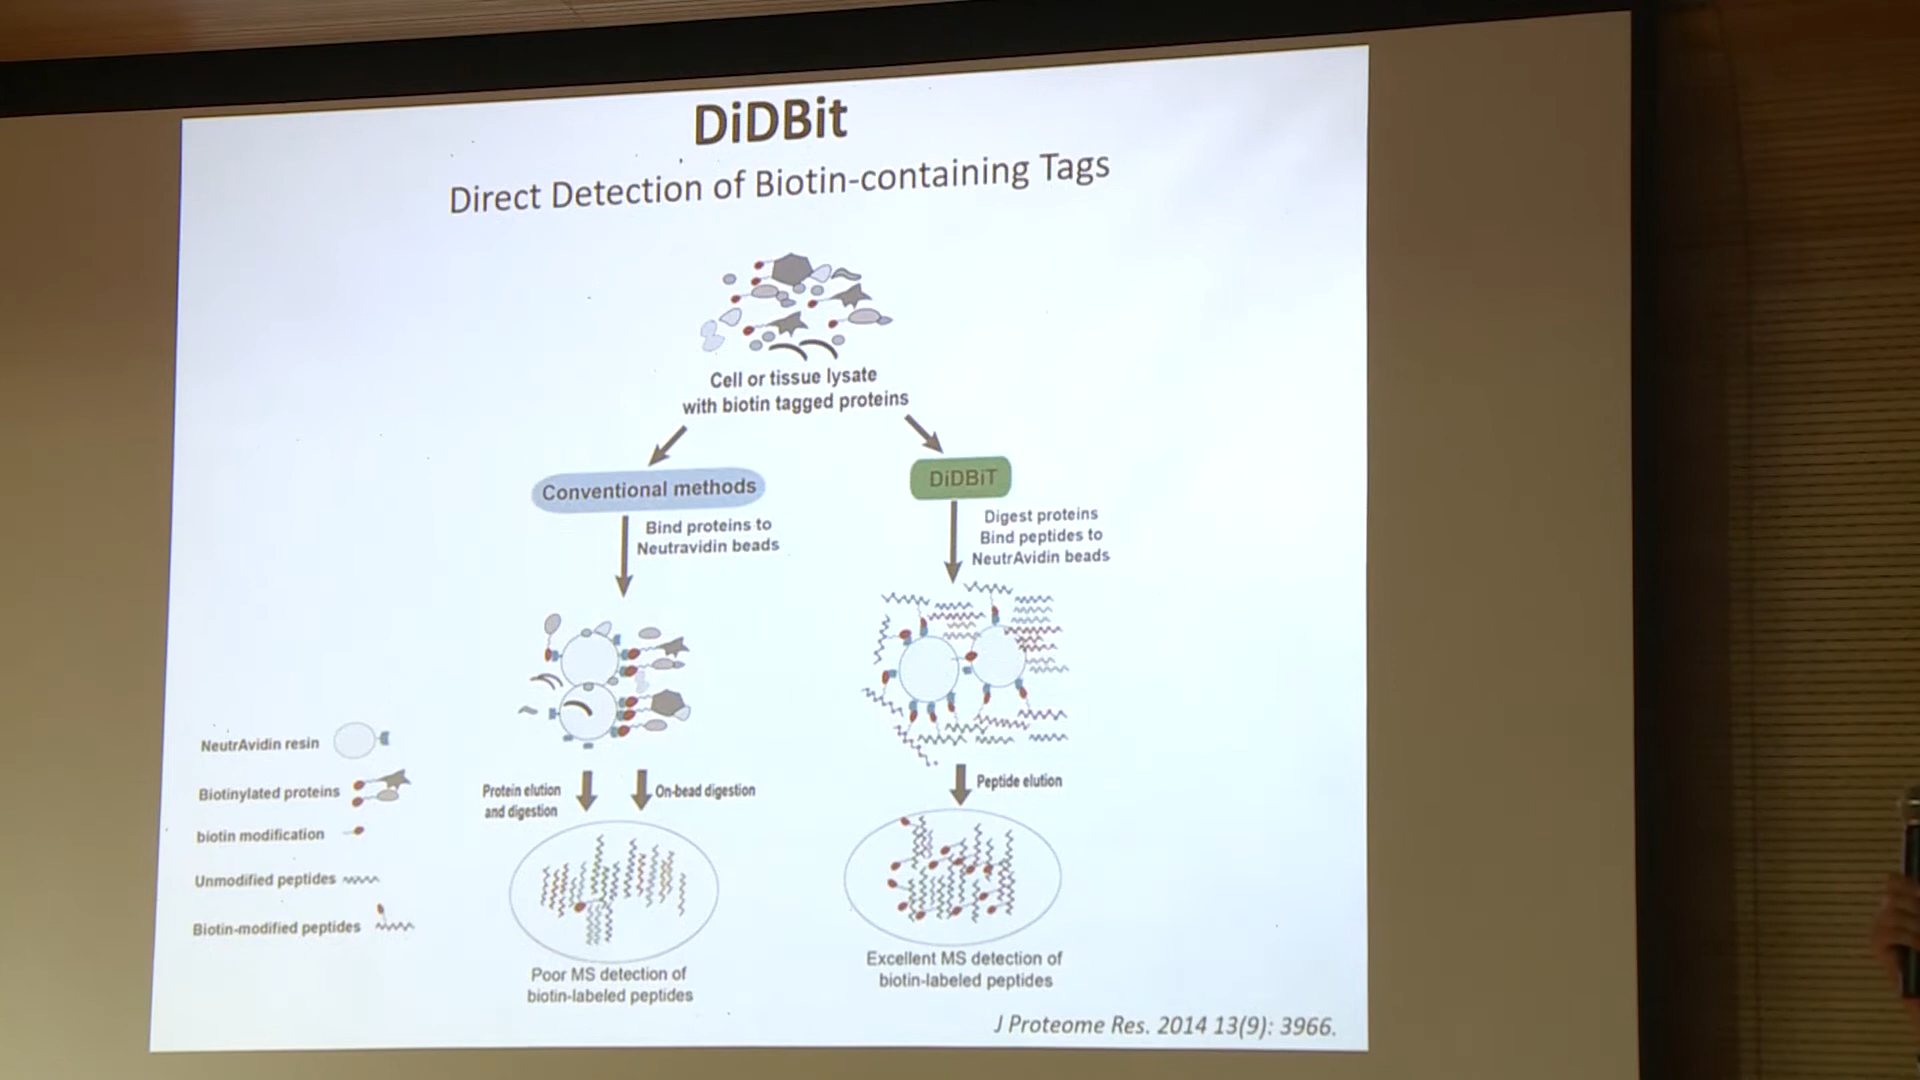 DiDBit
Direct Detection of Biotin-containing Tags
Cell or tissue lysate
with biotin tagged proteins
Conventional methods
DiDBiT
Bind proteins to
Neutravidin beads
Digest proteins
Bind peptides to
NeutrAvidin beads
NeutrAvidin resin
Biotinylated proteins
biotin modification
Unmodified peptides
Biotin-modified peptides
Protein elution
and digestion
On-bead digestion
Peptide elution
Poor MS detection of
biotin-labeled peptides
Excellent MS detection of
biotin-labeled peptides
J Proteome Res. 2014 13(9): 3966.